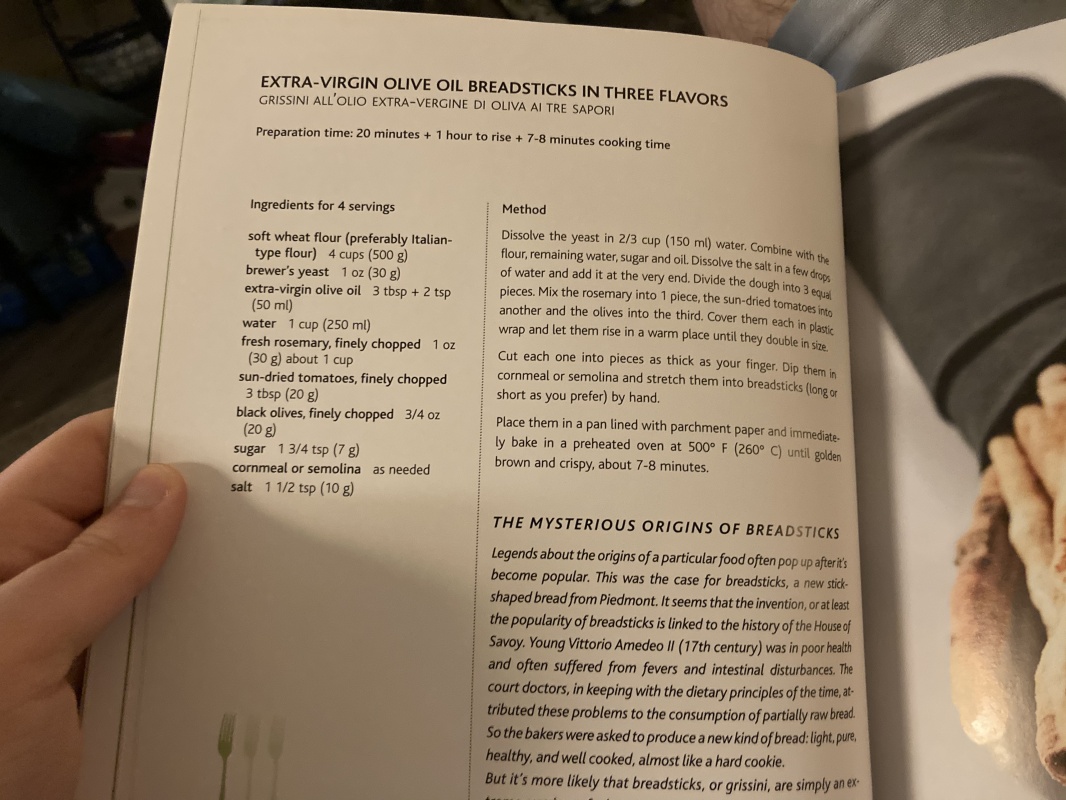 EXTRA-VIRGIN OLIVE OIL BREADSTICKS IN THREE FLAVORS
GRISSINI ALL'OLIO EXTRA-VERGINE DI OLIVA AI TRE SAPORI
Preparation time: 20 minutes + 1 hour to rise + 7-8 minutes cooking time
Ingredients for 4 servings
soft wheat flour (preferably Italian-
type flour) 4 cups (500 g)
brewer's yeast 1 oz (30 g)
extra-virgin olive oil 3 tbsp + 2 tsp
(50 ml)
water 1 cup (250 ml)
fresh rosemary, finely chopped 1 oz
(30 g) about 1 cup
sun-dried tomatoes, finely chopped
3 tbsp (20 g)
black olives, finely chopped 3/4 oz
(20 g)
sugar 1 3/4 tsp (7 g)
cornmeal or semolina as needed
salt 1 1/2 tsp (10 g)
Method
Dissolve the yeast in 2/3 cup (150 ml) water. Combine with the
flour, remaining water, sugar and oil. Dissolve the salt in a few drops
of water and add it at the very end. Divide the dough into 3 equal
pieces. Mix the rosemary into 1 piece, the sun-dried tomatoes into
another and the olives into the third. Cover them each in plastic
wrap and let them rise in a warm place until they double in size.
Cut each one into pieces as thick as your finger. Dip them in
cornmeal or semolina and stretch them into breadsticks (long or
short as you prefer) by hand.
Place them in a pan lined with parchment paper and immediate-
ly bake in a preheated oven at 500° F (260° C) until golden
brown and crispy, about 7-8 minutes.
THE MYSTERIOUS ORIGINS OF BREADSTICKS
Legends about the origins of a particular food often pop up after it's
become popular. This was the case for breadsticks, a new stick-
shaped bread from Piedmont. It seems that the invention, or at least
the popularity of breadsticks is linked to the history of the House of
Savoy. Young Vittorio Amedeo II (17th century) was in poor health
and often suffered from fevers and intestinal disturbances. The
court doctors, in keeping with the dietary principles of the time, at-
tributed these problems to the consumption of partially raw bread.
So the bakers were asked to produce a new kind of bread: light, pure,
healthy, and well cooked, almost like a hard cookie.
But it's more likely that breadsticks, or grissini, are simply an ex-